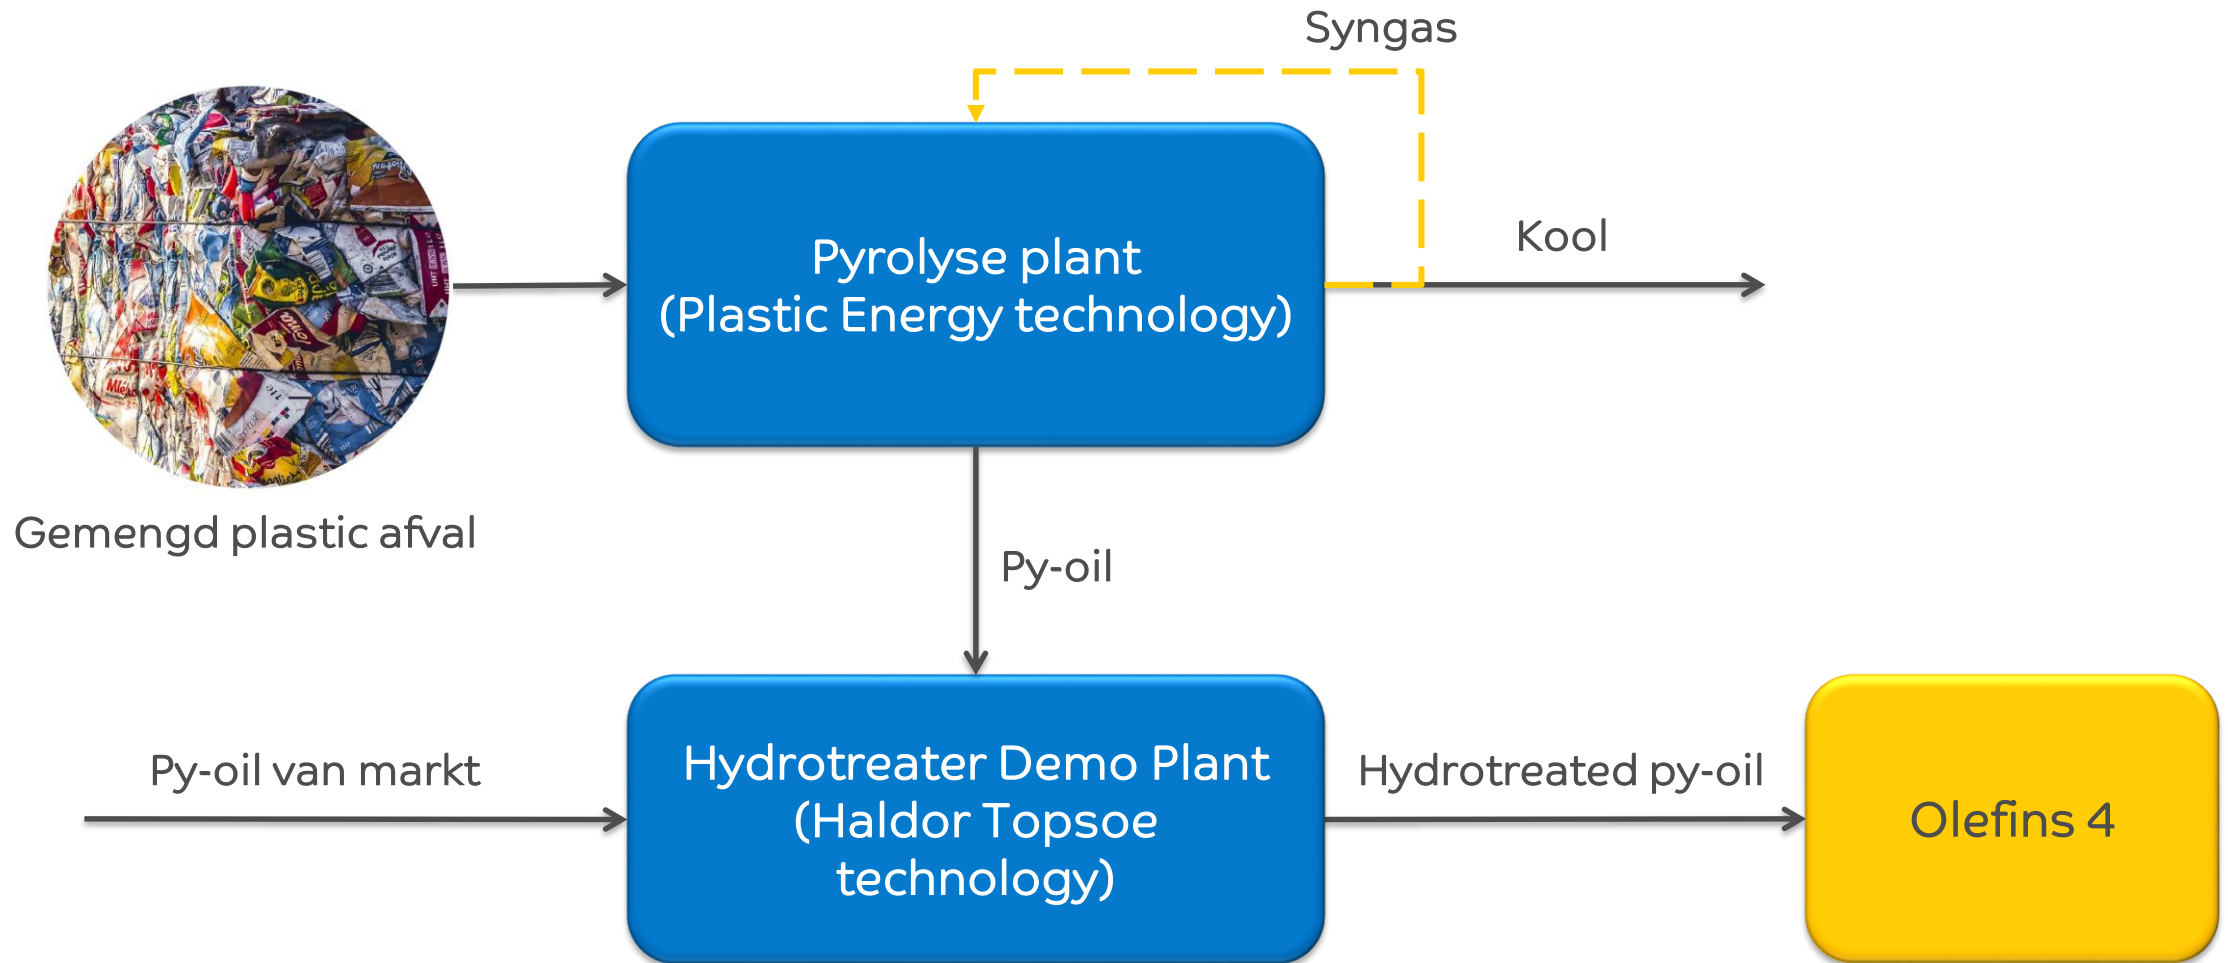 Syngas
Pyrolyse plant
(Plastic Energy technology)
Kool
Gemengd plastic afval
Py-oil
Py-oil van markt
Hydrotreater Demo Plant
(Haldor Topsoe
technology)
Hydrotreated py-oil
Olefins 4